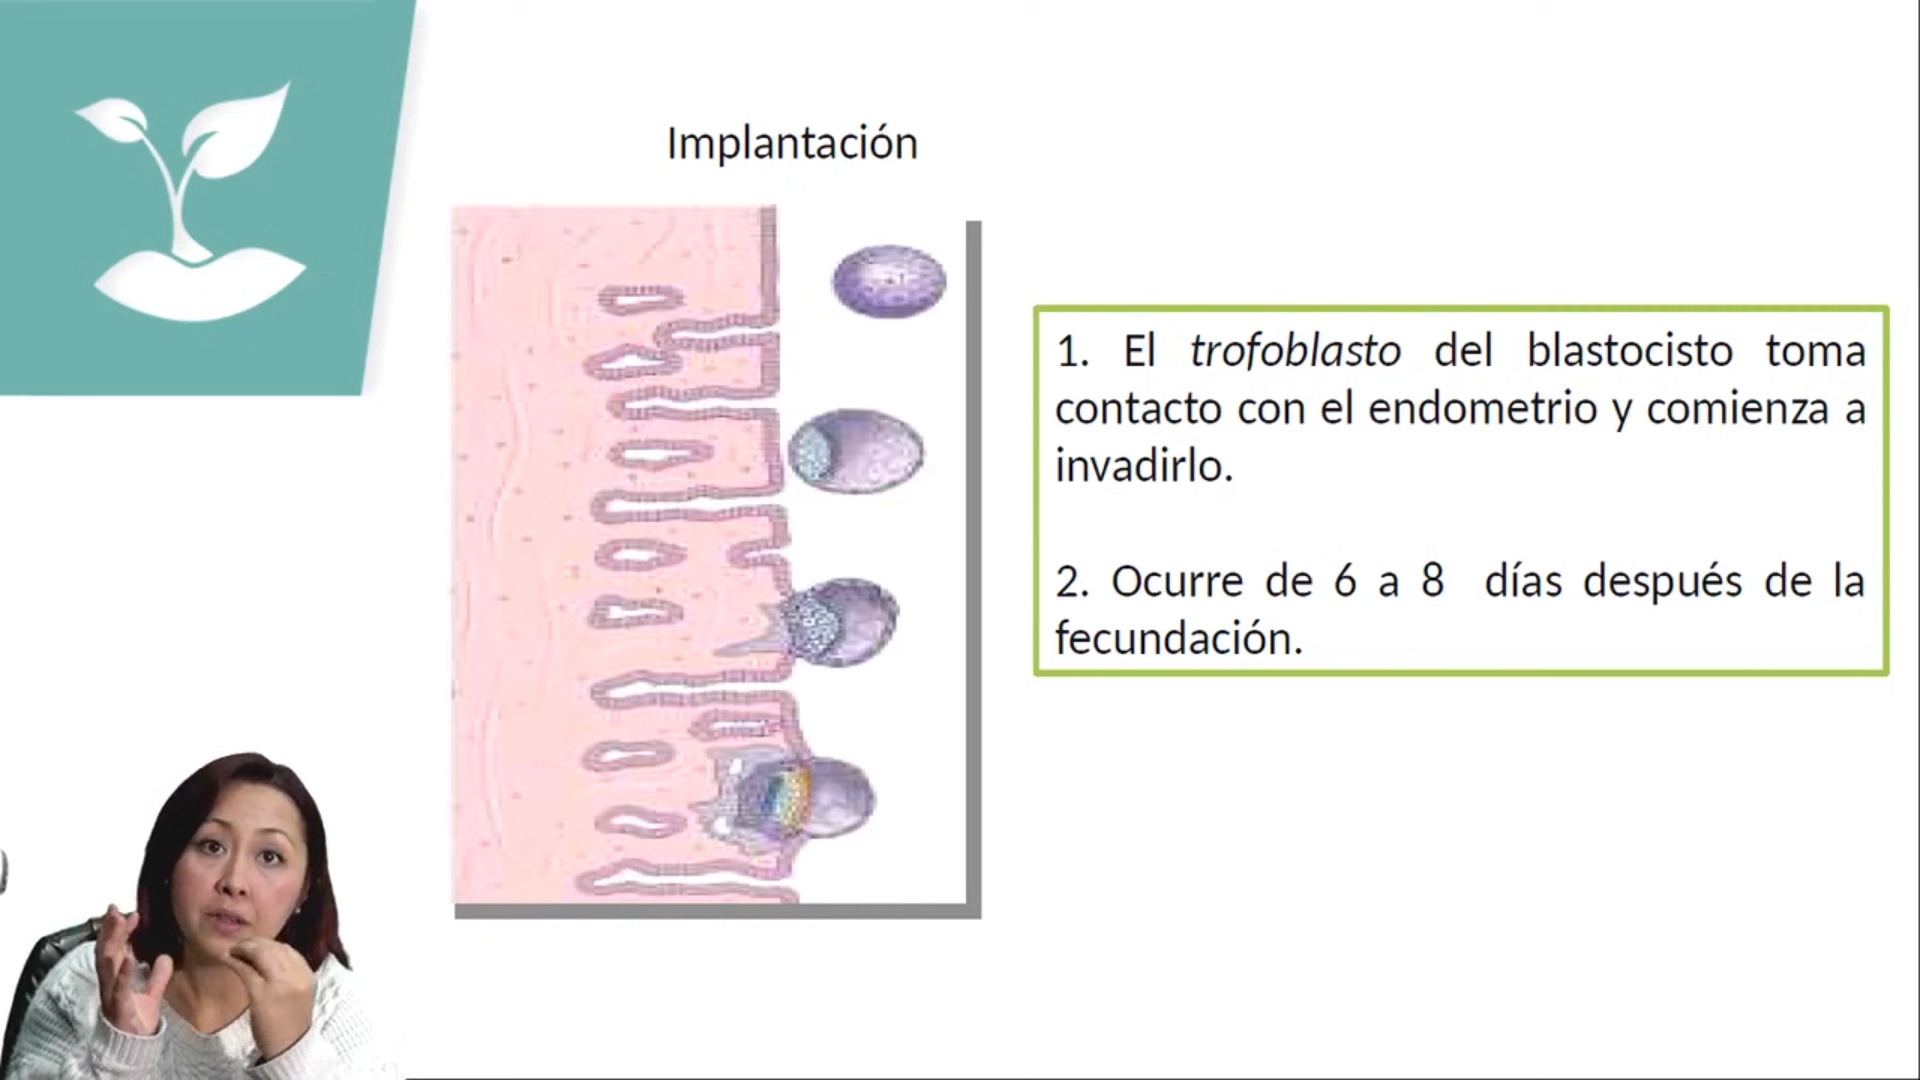 Implantación
1. El trofoblasto del blastocisto toma
contacto con el endometrio y comienza a
invadirlo.
2. Ocurre de 6 a 8 días después de la
fecundación.